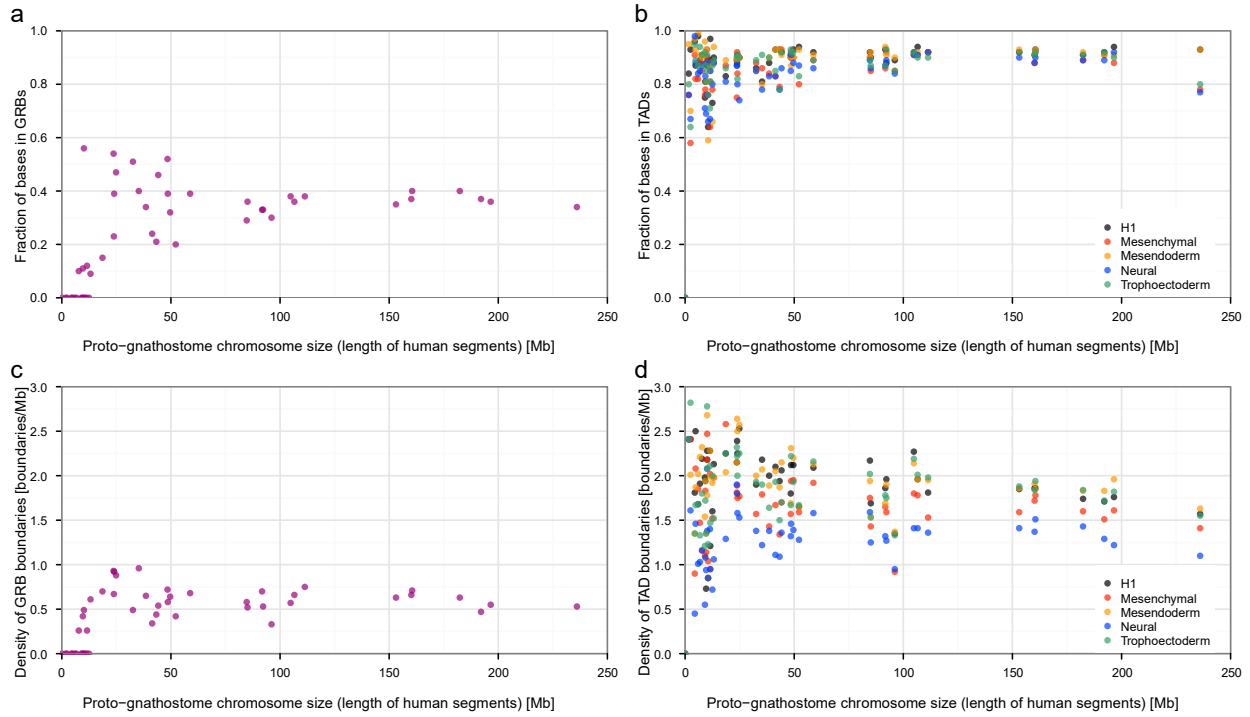 a
1.0
0.8
0.6
0.4
0.2
0.0
Fraction of bases in GRBs
0
50
100
150
200
250
Proto−gnathostome chromosome size (length of human segments) [Mb]
b
1.0
0.8
0.6
0.4
0.2
0.0
Fraction of bases in TADs
H1
Mesenchymal
Mesendoderm
Neural
Trophoectoderm
0
50
100
150
200
250
Proto−gnathostome chromosome size (length of human segments) [Mb]
c
3.0
2.5
2.0
1.5
1.0
0.5
0.0
Density of GRB boundaries [boundaries/Mb]
0
50
100
150
200
250
Proto−gnathostome chromosome size (length of human segments) [Mb]
d
3.0
2.5
2.0
1.5
1.0
0.5
0.0
Density of TAD boundaries [boundaries/Mb]
H1
Mesenchymal
Mesendoderm
Neural
Trophoectoderm
0
50
100
150
200
250
Proto−gnathostome chromosome size (length of human segments) [Mb]